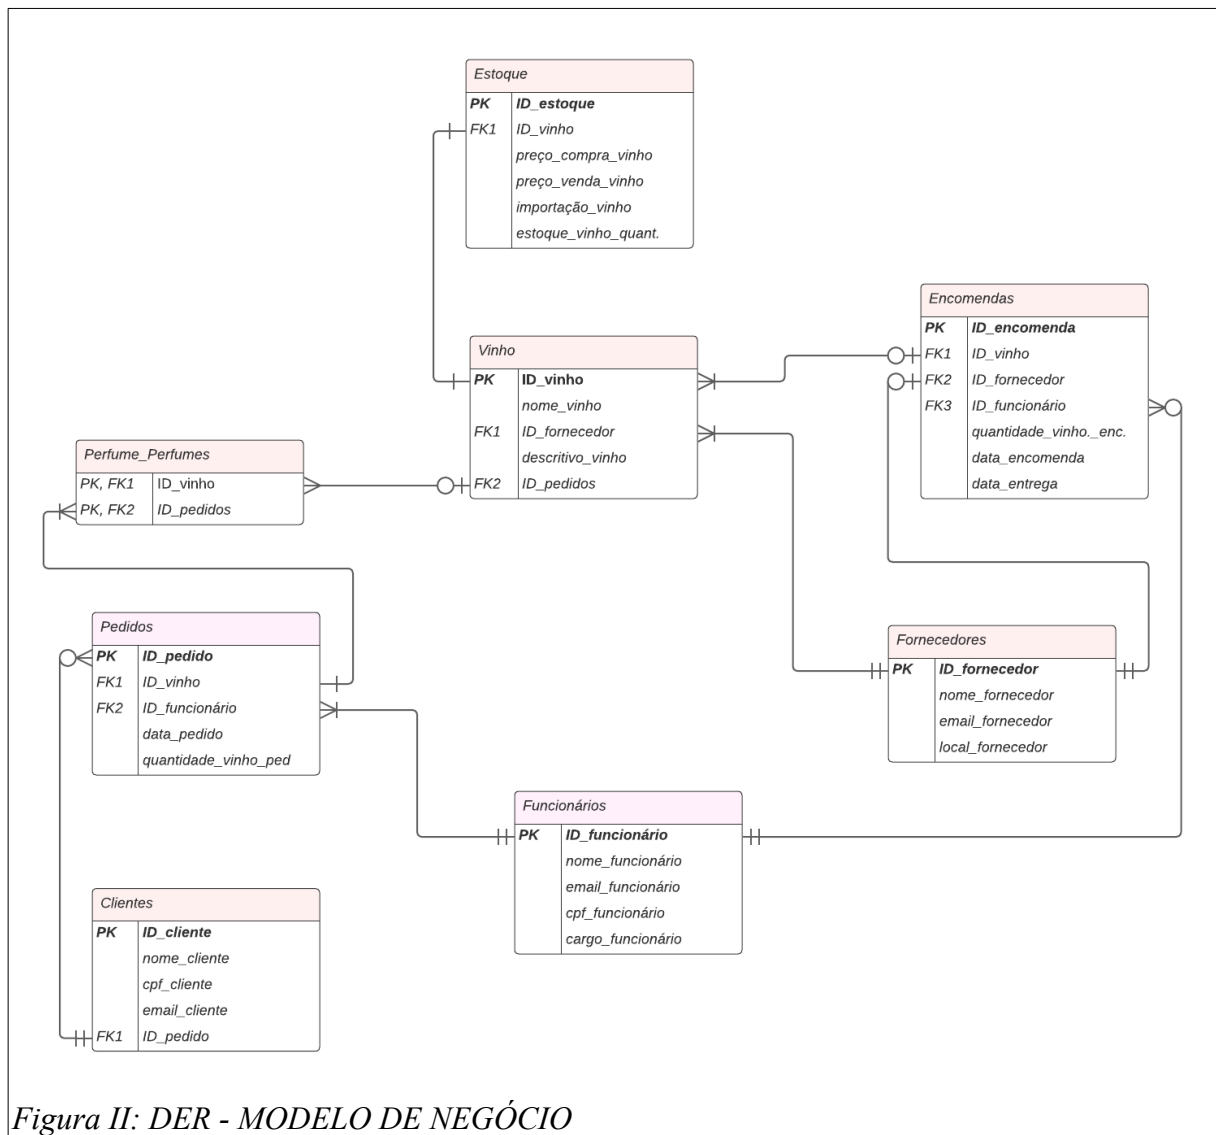 Estoque
PK ID_estoque
FK1 ID_vinho
preço_compra_vinho
preço_venda_vinho
importação_vinho
estoque_vinho_quant.
Encomendas
PK ID_encomenda
FK1 ID_vinho
FK2 ID_fornecedor
FK3 ID_funcionário
quantidade_vinho._enc.
data_encomenda
data_entrega
Vinho
PK ID_vinho
nome_vinho
FK1 ID_fornecedor
descritivo_vinho
FK2 ID_pedidos
Perfume_Perfumes
PK, FK1 ID_vinho
PK, FK2 ID_pedidos
Pedidos
PK ID_pedido
FK1 ID_vinho
FK2 ID_funcionário
data_pedido
quantidade_vinho_ped
Fornecedores
PK ID_fornecedor
nome_fornecedor
email_fornecedor
local_fornecedor
Funcionários
PK ID_funcionário
nome_funcionário
email_funcionário
cpf_funcionário
cargo_funcionário
Clientes
PK ID_cliente
nome_cliente
cpf_cliente
email_cliente
FK1 ID_pedido
Figura II: DER - MODELO DE NEGÓCIO